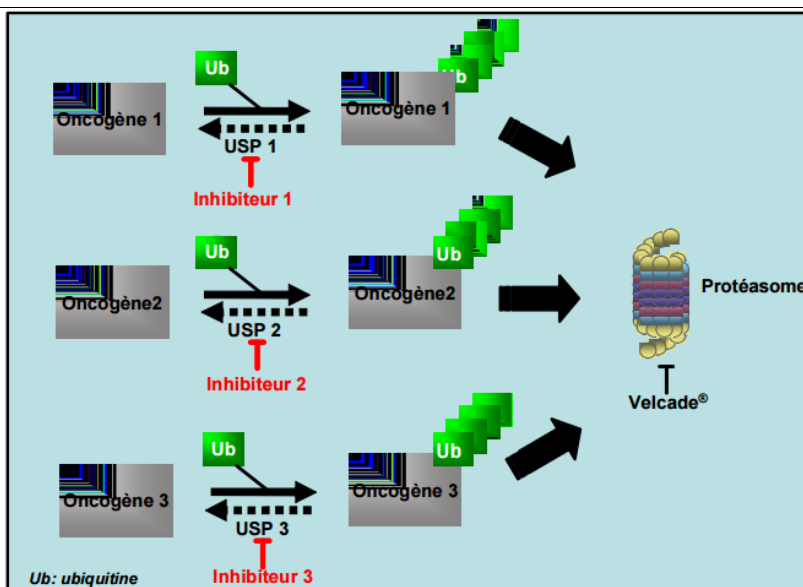 Ub
Ub
Oncogène 1
Oncogène 1
USP 1
Inhibiteur 1
Ub
Ub
Oncogène2
Oncogène2
USP 2
Inhibiteur 2
Protéasome
Velcade®
Ub
Ub
Oncogène 3
Oncogène 3
USP 3
Inhibiteur 3
Ub: ubiquitine